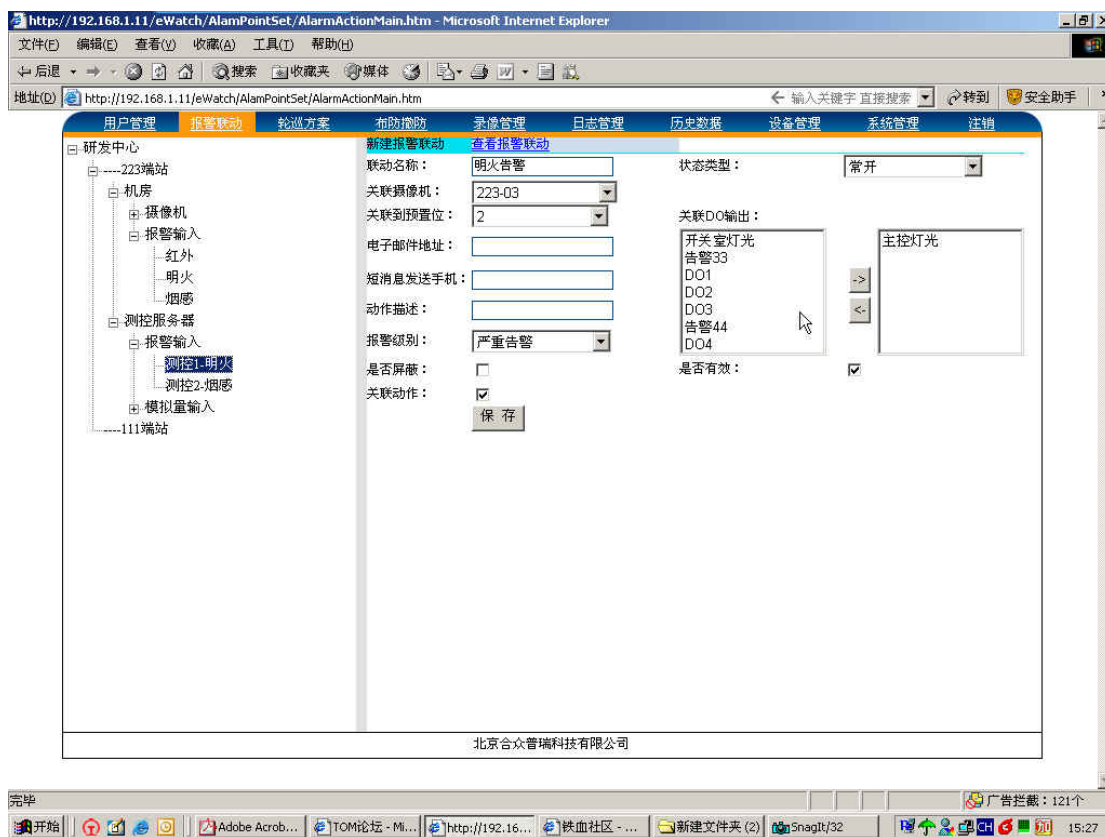 http://192.168.1.11/eWatch/AlamPointSet/AlarmActionMain.htm - Microsoft Internet Explorer
文件(F) 编辑(E) 查看(V) 收藏(A) 工具(T) 帮助(H)
后退 搜索 收藏夹 媒体
地址(D) http://192.168.1.11/eWatch/AlamPointSet/AlarmActionMain.htm 输入关键字 直接搜索 转到 安全助手
用户管理 报警联动 轮巡方案 布防撤防 录像管理 日志管理 历史数据 设备管理 系统管理 注销
研发中心
----223端站
机房
摄像机
报警输入
红外
明火
烟感
测控服务器
报警输入
测控1-明火
测控2-烟感
模拟量输入
----111端站
新建报警联动 查看报警联动
联动名称： 明火告警 状态类型： 常开
关联摄像机： 223-03
关联到预置位： 2 关联DO输出：
电子邮件地址：
短消息发送手机：
动作描述：
报警级别： 严重告警
开关室灯光
告警33
DO1
DO2
DO3
告警44
DO4
->
<-
主控灯光
是否屏蔽： 是否有效：
关联动作：
保 存
北京合众普瑞科技有限公司
完毕 广告拦截：121个
开始 Adobe Acrob... TOM论坛 - Mi... http://192.16... 铁血社区 - ... 新建文件夹 (2) SnagIt/32 CH 15:27